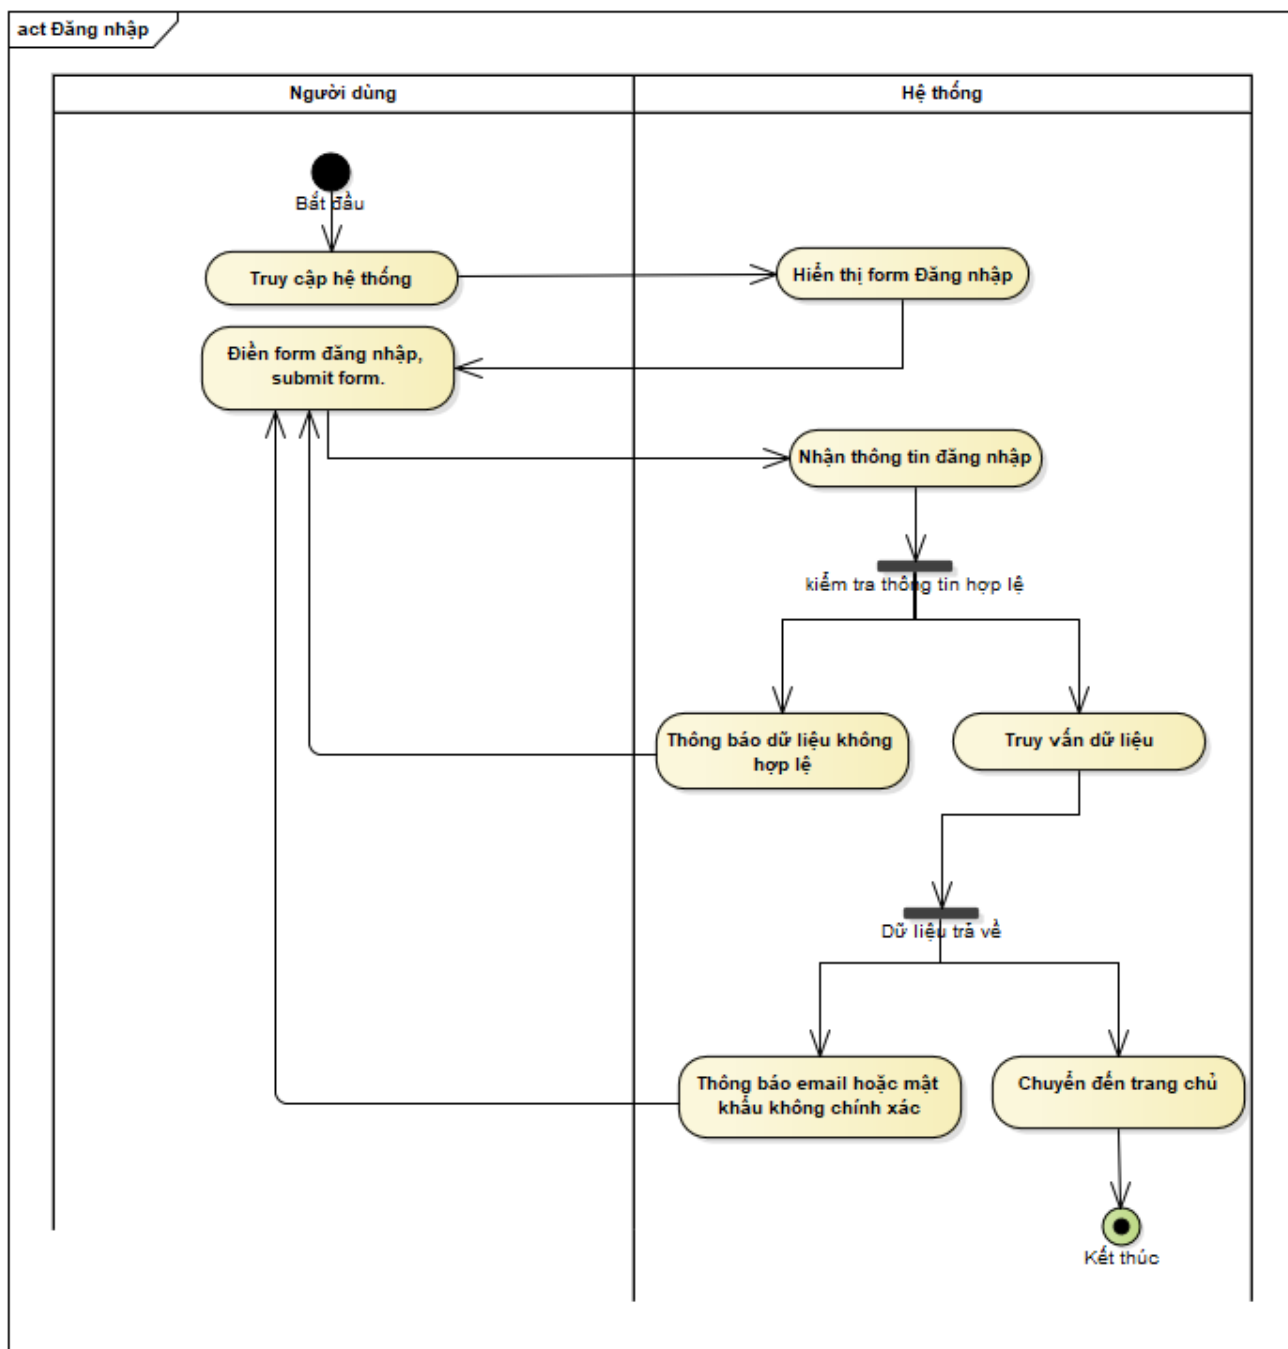 act Đăng nhập
Người dùng
Hệ thống
Bắt đầu
Truy cập hệ thống
Hiển thị form Đăng nhập
Điền form đăng nhập,
submit form.
Nhận thông tin đăng nhập
kiểm tra thông tin hợp lệ
Thông báo dữ liệu không
hợp lệ
Truy vấn dữ liệu
Dữ liệu trả về
Thông báo email hoặc mật
khẩu không chính xác
Chuyển đến trang chủ
Kết thúc